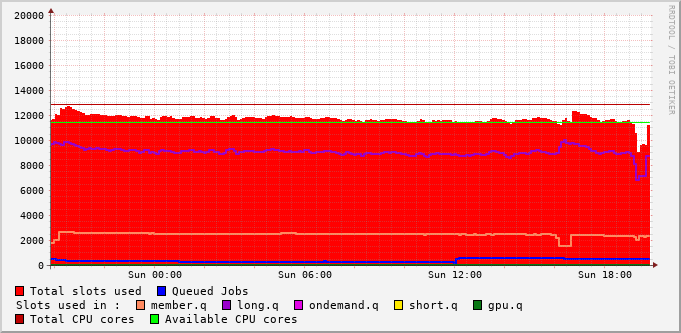 20000
18000
16000
14000
12000
10000
8000
6000
4000
2000
0
Sun 00:00 Sun 06:00 Sun 12:00 Sun 18:00
Total slots used Queued Jobs
Slots used in : member.q long.q ondemand.q short.q gpu.q
Total CPU cores Available CPU cores
RRDTOOL / TOBI OETIKER